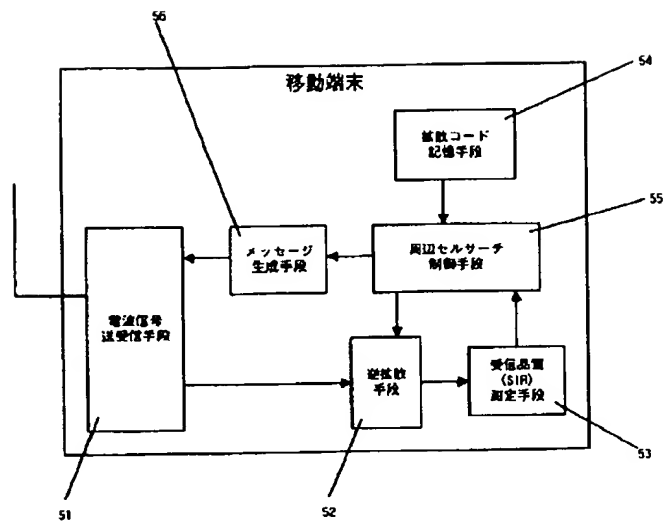 56
移動端末
54
拡散コード
記憶手段
55
メッセージ
生成手段
周辺セルサーチ
制御手段
電波信号
送受信手段
逆拡散
手段
受信品質
(SIR)
測定手段
51
52
53